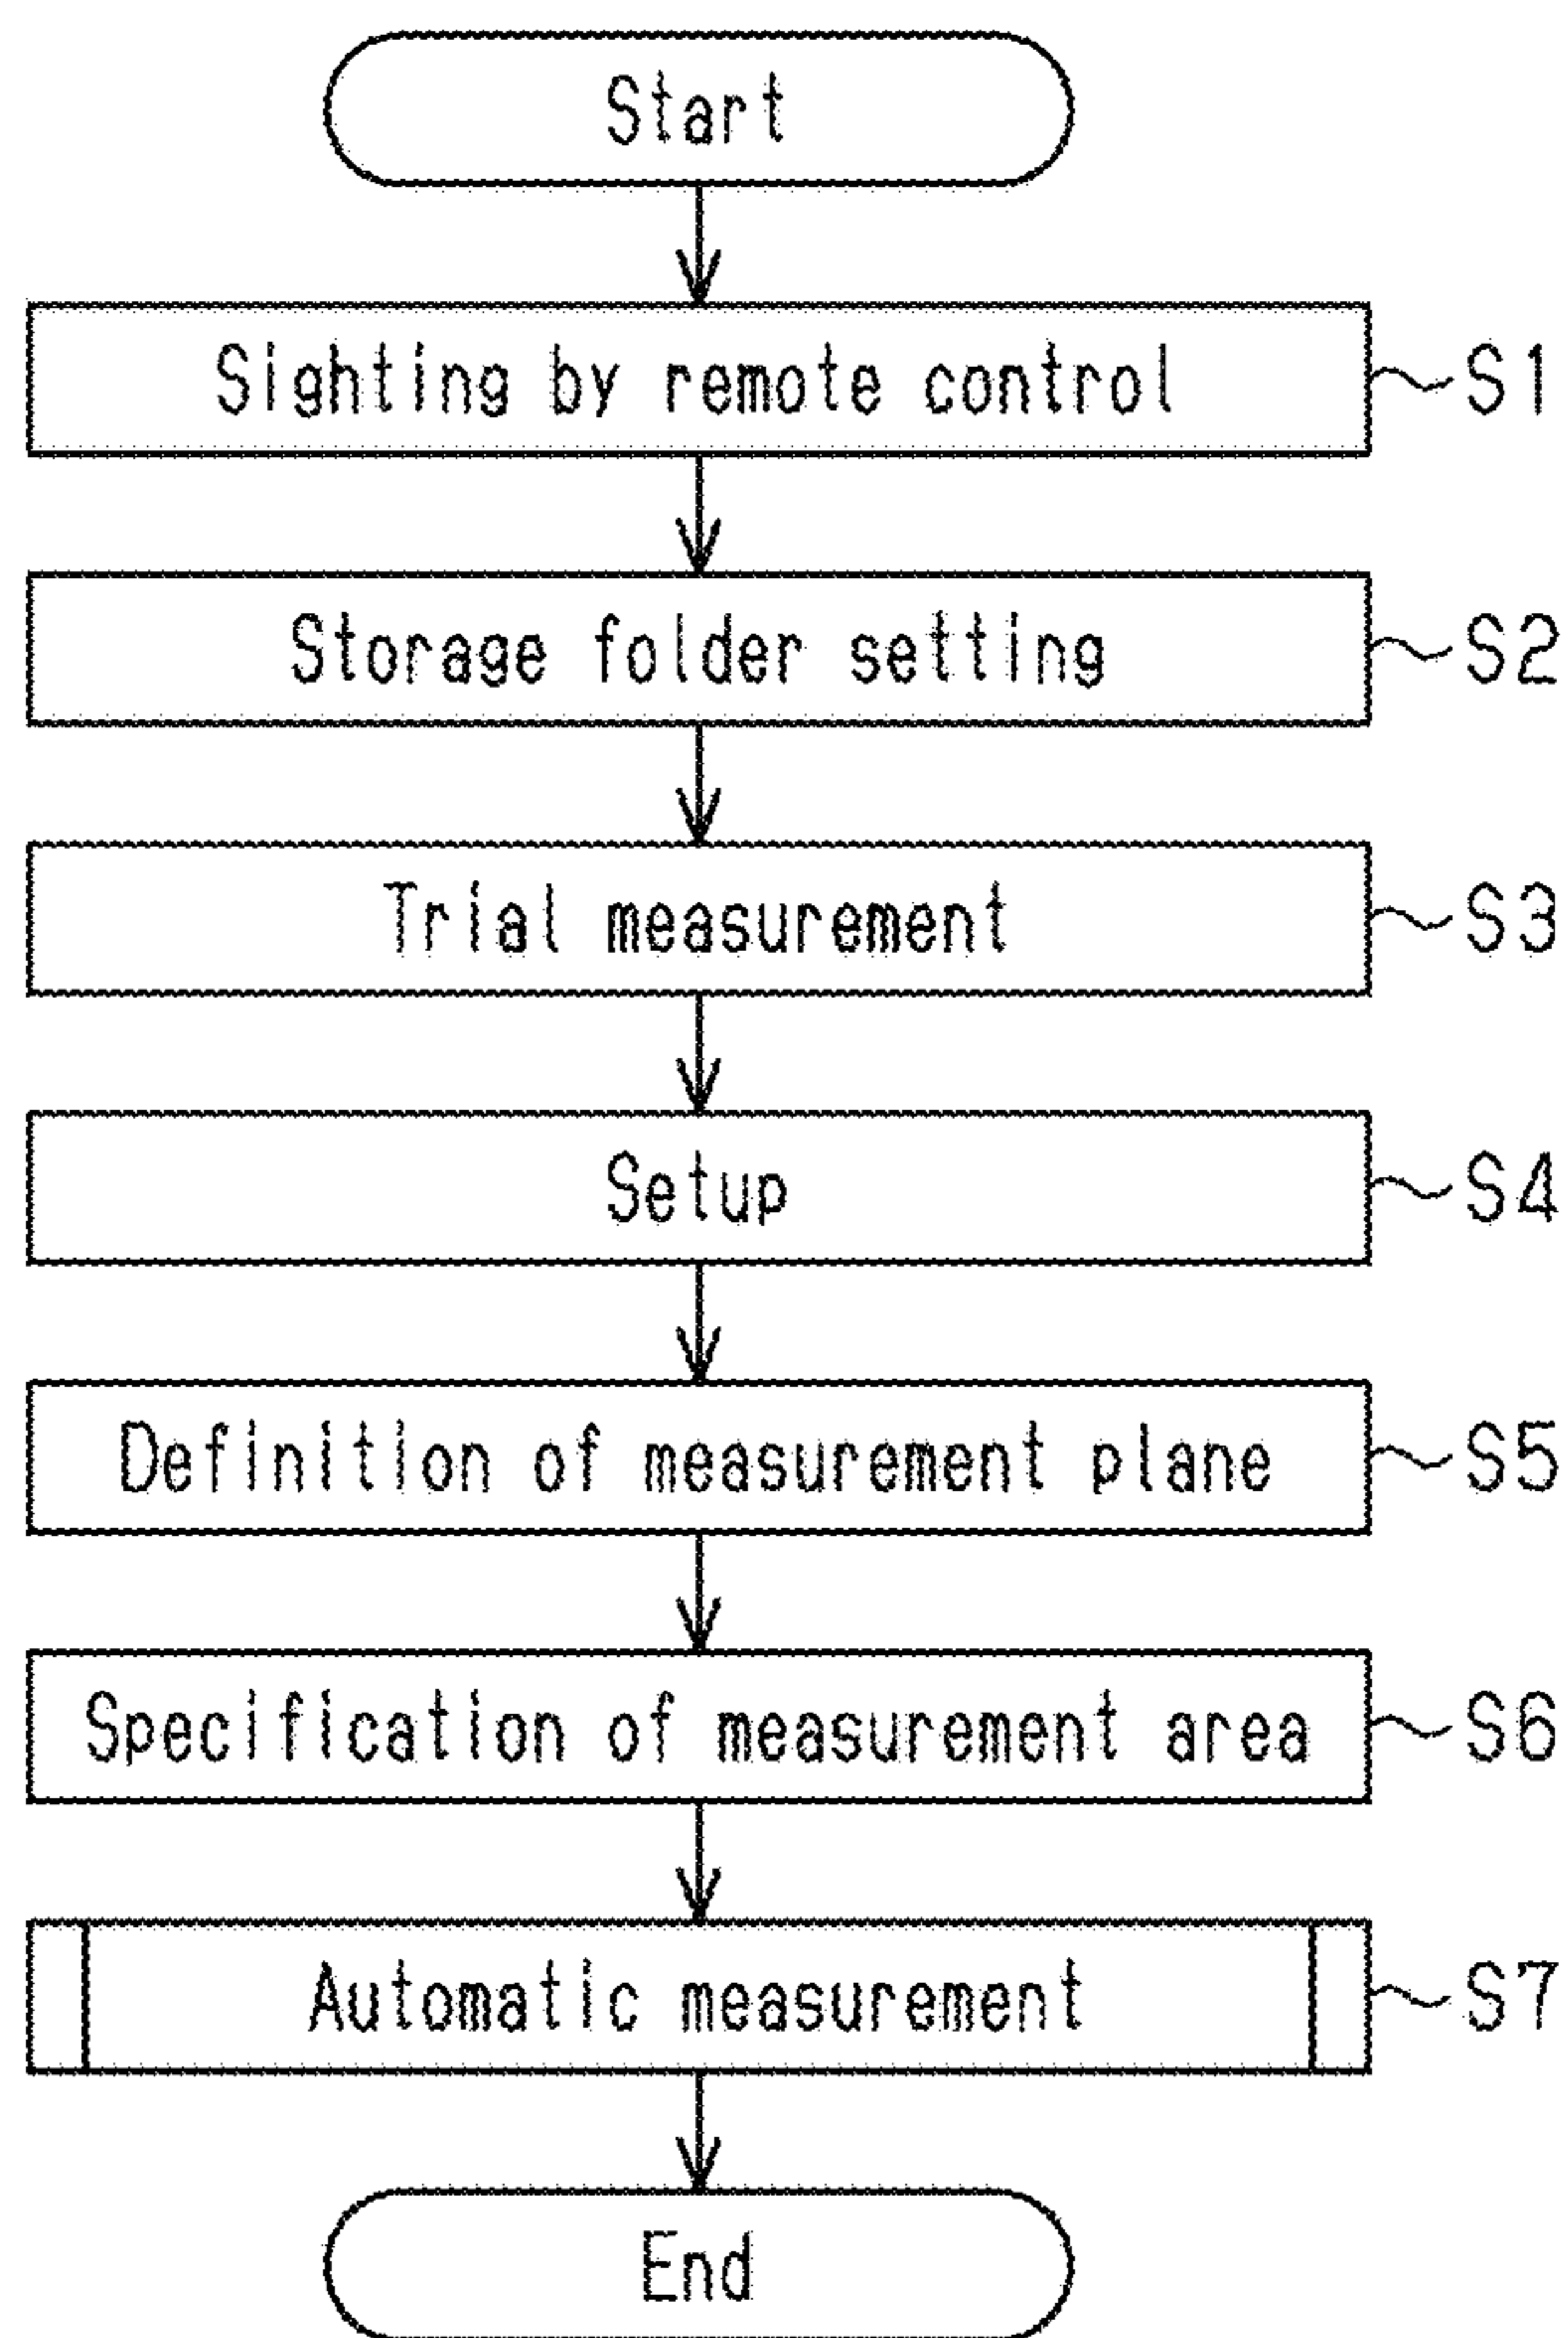 Start
Sighting by remote control S1
Storage folder setting S2
Trial measurement S3
Setup S4
Definition of measurement plane S5
Specification of measurement area S6
Automatic measurement S7
End